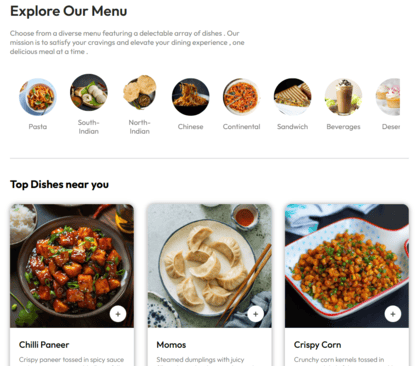 Explore Our Menu
Choose from a diverse menu featuring a delectable array of dishes . Our
mission is to satisfy your cravings and elevate your dining experience , one
delicious meal at a time .
Pasta
South-
Indian
North-
Indian
Chinese
Continental
Sandwich
Beverages
Deser
Top Dishes near you
+
+
+
Chilli Paneer
Momos
Crispy Corn
Crispy paneer tossed in spicy sauce
Steamed dumplings with juicy
Crunchy corn kernels tossed in